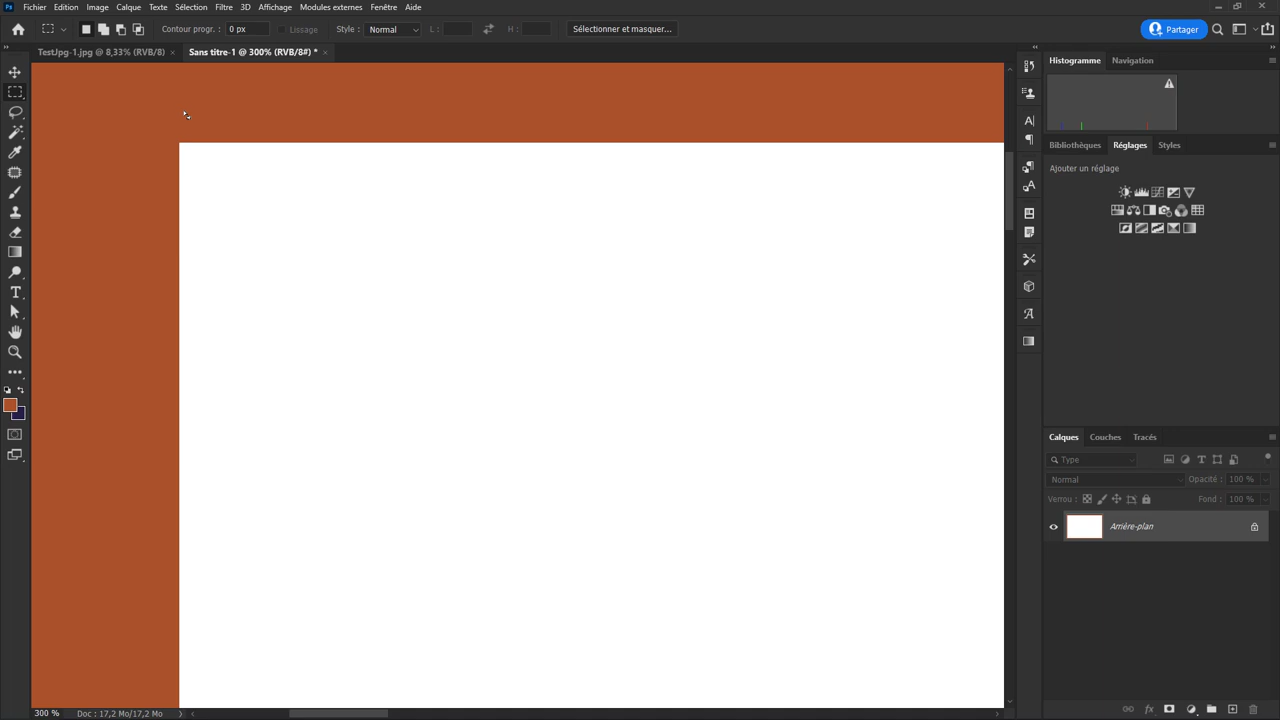 Ps Fichier Edition Image Calque Texte Sélection Filtre 3D Affichage Modules externes Fenêtre Aide
Contour progr. : 0 px Lissage Style : Normal L : H : Sélectionner et masquer... Partager
TestJpg-1.jpg @ 8,33% (RVB/8) × Sans titre-1 @ 300% (RVB/8#) * ×
Histogramme Navigation
Bibliothèques Réglages Styles
Ajouter un réglage
Calques Couches Tracés
Type
Normal Opacité : 100 %
Verrou : Fond : 100 %
Arrière-plan
300 % Doc : 17,2 Mo/17,2 Mo